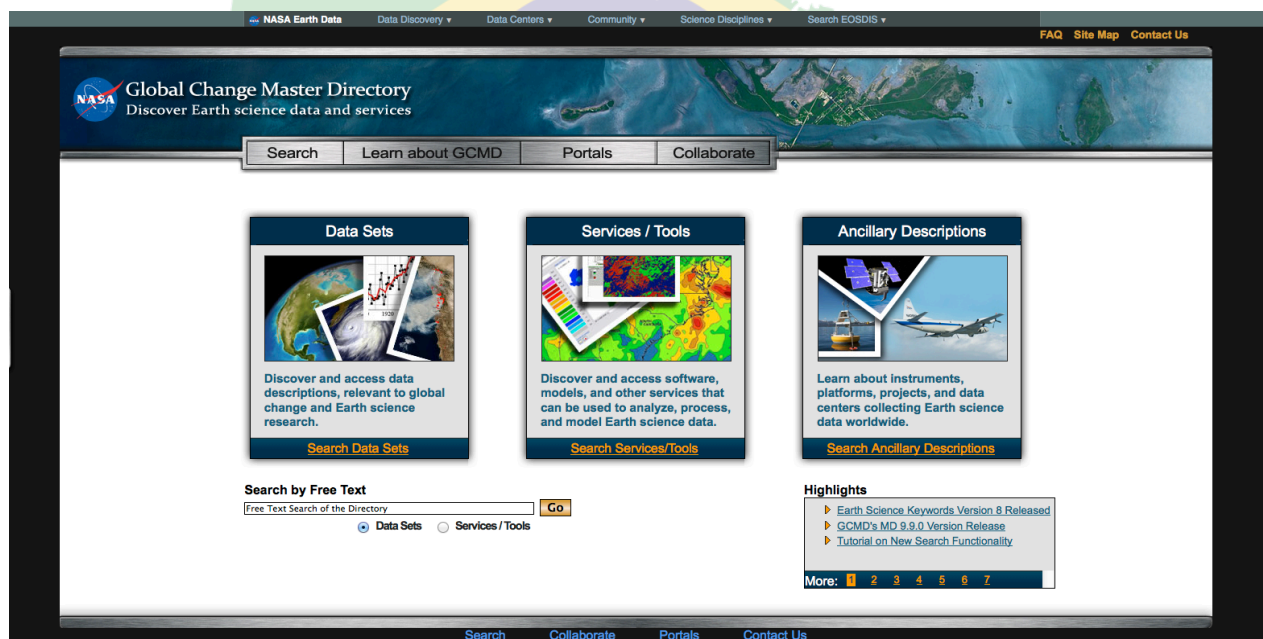 NASA Earth Data Data Discovery ▾ Data Centers ▾ Community ▾ Science Disciplines ▾ Search EOSDIS ▾
FAQ Site Map Contact Us
NASA
Global Change Master Directory
Discover Earth science data and services
Search Learn about GCMD Portals Collaborate
Data Sets
1920
Discover and access data
descriptions, relevant to global
change and Earth science
research.
Search Data Sets
Services / Tools
Discover and access software,
models, and other services that
can be used to analyze, process,
and model Earth science data.
Search Services/Tools
Ancillary Descriptions
Learn about instruments,
platforms, projects, and data
centers collecting Earth science
data worldwide.
Search Ancillary Descriptions
Search by Free Text
Free Text Search of the Directory Go
Data Sets Services / Tools
Highlights
Earth Science Keywords Version 8 Released
GCMD's MD 9.9.0 Version Release
Tutorial on New Search Functionality
More: 1 2 3 4 5 6 7
Search Collaborate Portals Contact Us